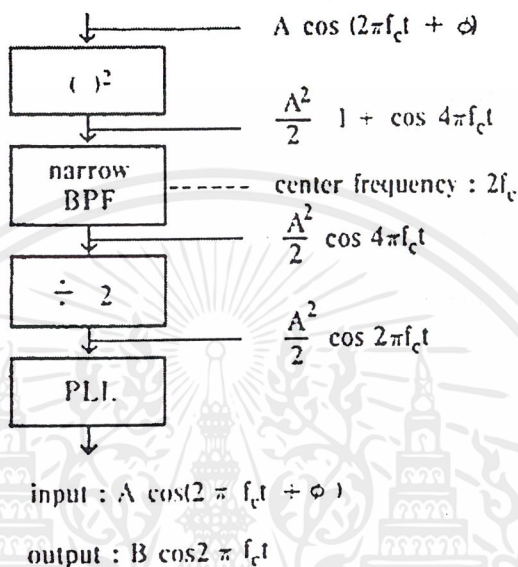 A cos (2πf_ct + φ)
( )²
A²/2 1 + cos 4πf_ct
narrow
BPF
center frequency : 2f_c
A²/2 cos 4πf_ct
÷ 2
A²/2 cos 2πf_ct
PLL
input : A cos(2 π f_ct + φ )
output : B cos2 π f_ct